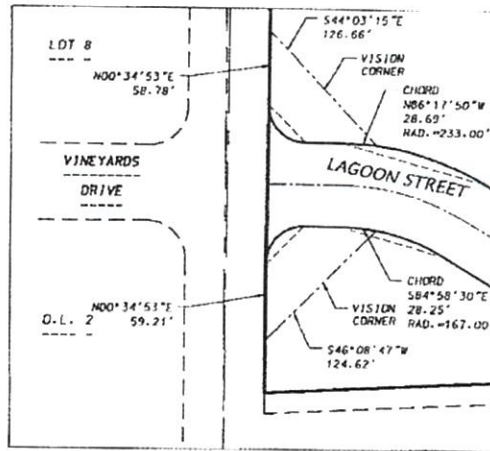 S44°03'15"E
126.66'
LOT 8
VISION
CORNER
N00°34'53"E
58.78'
CHORD
N86°17'50"W
28.69'
RAD.=233.00'
VINEYARDS
DRIVE
LAGOON STREET
N00°34'53"E
59.21'
CHORD
S84°58'30"E
28.25'
RAD.=167.00'
O.L. 2
VISION
CORNER
S46°08'47"W
124.62'